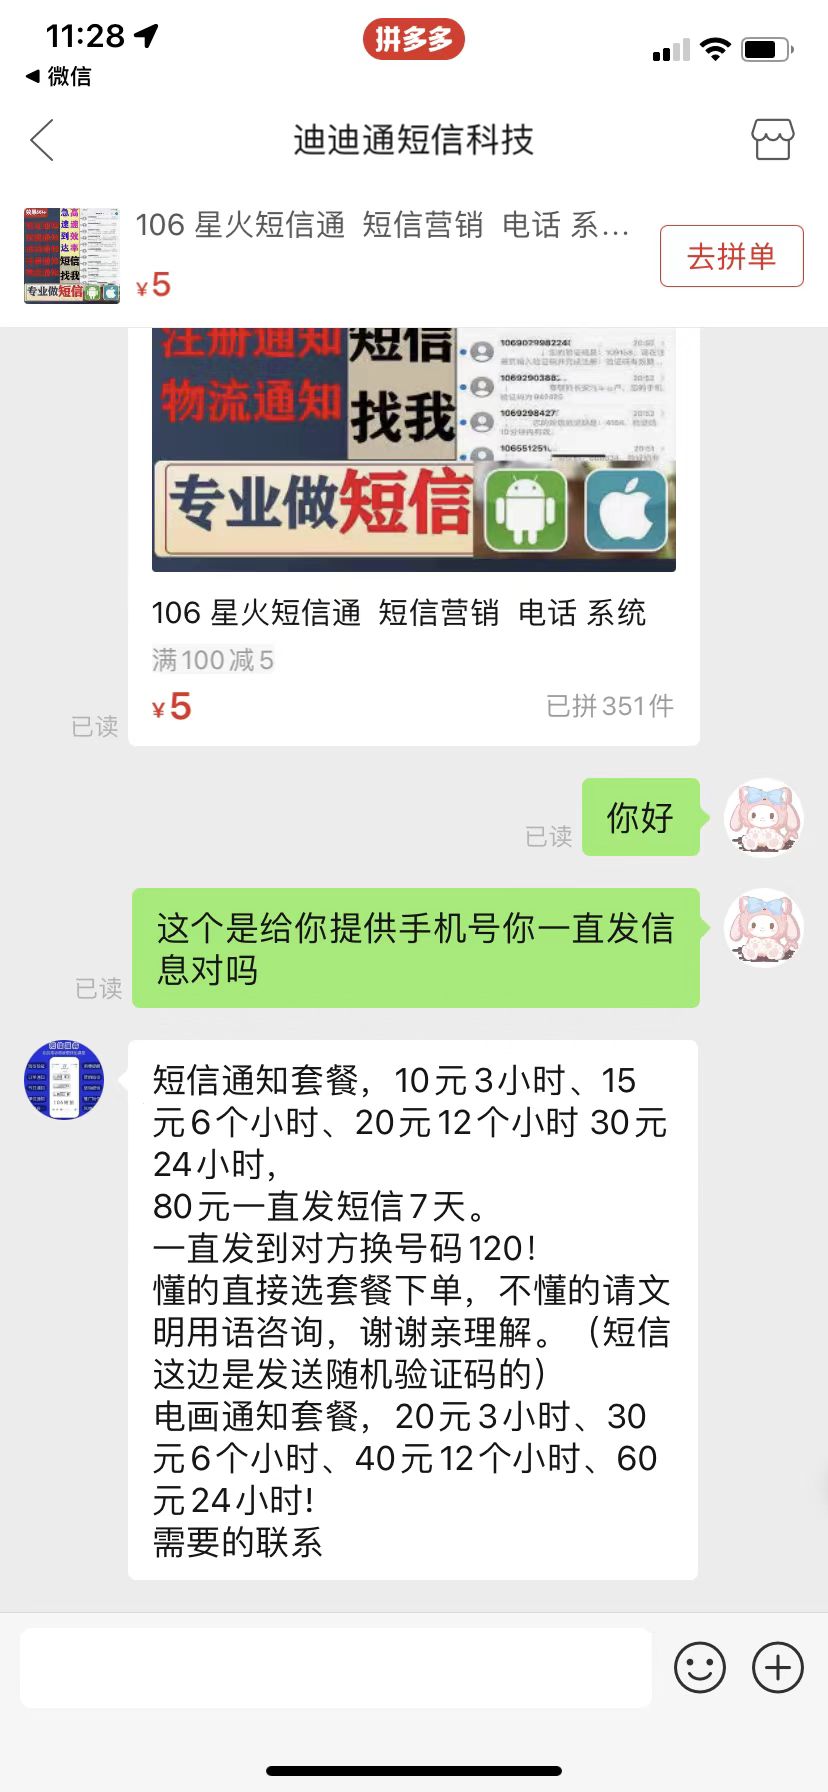 11:28
拼多多
微信
迪迪通短信科技
106 星火短信通 短信营销 电话 系...
¥5
去拼单
专业做短信
注册通知
短信
物流通知
找我
专业做短信
106 星火短信通 短信营销 电话 系统
满100减5
¥5
已拼351件
已读
你好
已读
这个是给你提供手机号你一直发信
息对吗
已读
短信通知套餐，10元3小时、15
元6个小时、20元12个小时 30元
24小时，
80元一直发短信7天。
一直发到对方换号码120！
懂的直接选套餐下单，不懂的请文
明用语咨询，谢谢亲理解。（短信
这边是发送随机验证码的）
电画通知套餐，20元3小时、30
元6个小时、40元12个小时、60
元24小时!
需要的联系